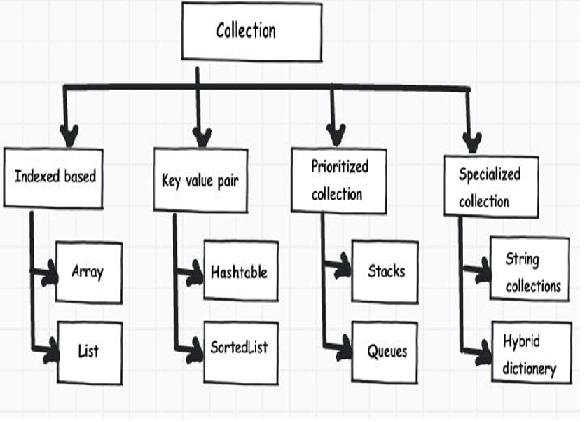 Collection
Indexed based
Key value pair
Prioritized
collection
Specialized
collection
Array
Hashtable
Stacks
String
collections
List
SortedList
Queues
Hybrid
dictionery